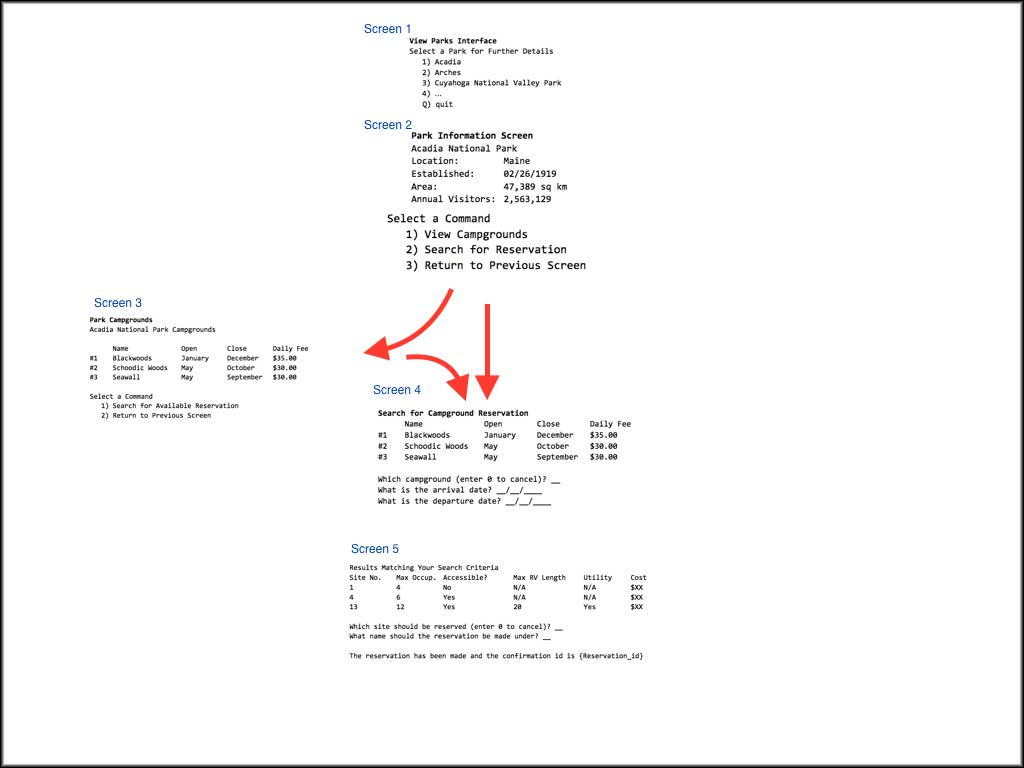 Screen 1
View Parks Interface
Select a Park for Further Details
1) Acadia
2) Arches
3) Cuyahoga National Valley Park
4) ...
Q) quit
Screen 2
Park Information Screen
Acadia National Park
Location: Maine
Established: 02/26/1919
Area: 47,389 sq km
Annual Visitors: 2,563,129
Select a Command
1) View Campgrounds
2) Search for Reservation
3) Return to Previous Screen
Screen 3
Park Campgrounds
Acadia National Park Campgrounds
Name Open Close Daily Fee
#1 Blackwoods January December $35.00
#2 Schoodic Woods May October $30.00
#3 Seawall May September $30.00
Select a Command
1) Search for Available Reservation
2) Return to Previous Screen
Screen 4
Search for Campground Reservation
Name Open Close Daily Fee
#1 Blackwoods January December $35.00
#2 Schoodic Woods May October $30.00
#3 Seawall May September $30.00
Which campground (enter 0 to cancel)? __
What is the arrival date? __/__/____
What is the departure date? __/__/____
Screen 5
Results Matching Your Search Criteria
Site No. Max Occup. Accessible? Max RV Length Utility Cost
1 4 No N/A N/A $XX
4 6 Yes N/A N/A $XX
13 12 Yes 20 Yes $XX
Which site should be reserved (enter 0 to cancel)? __
What name should the reservation be made under? __
The reservation has been made and the confirmation id is {Reservation_id}